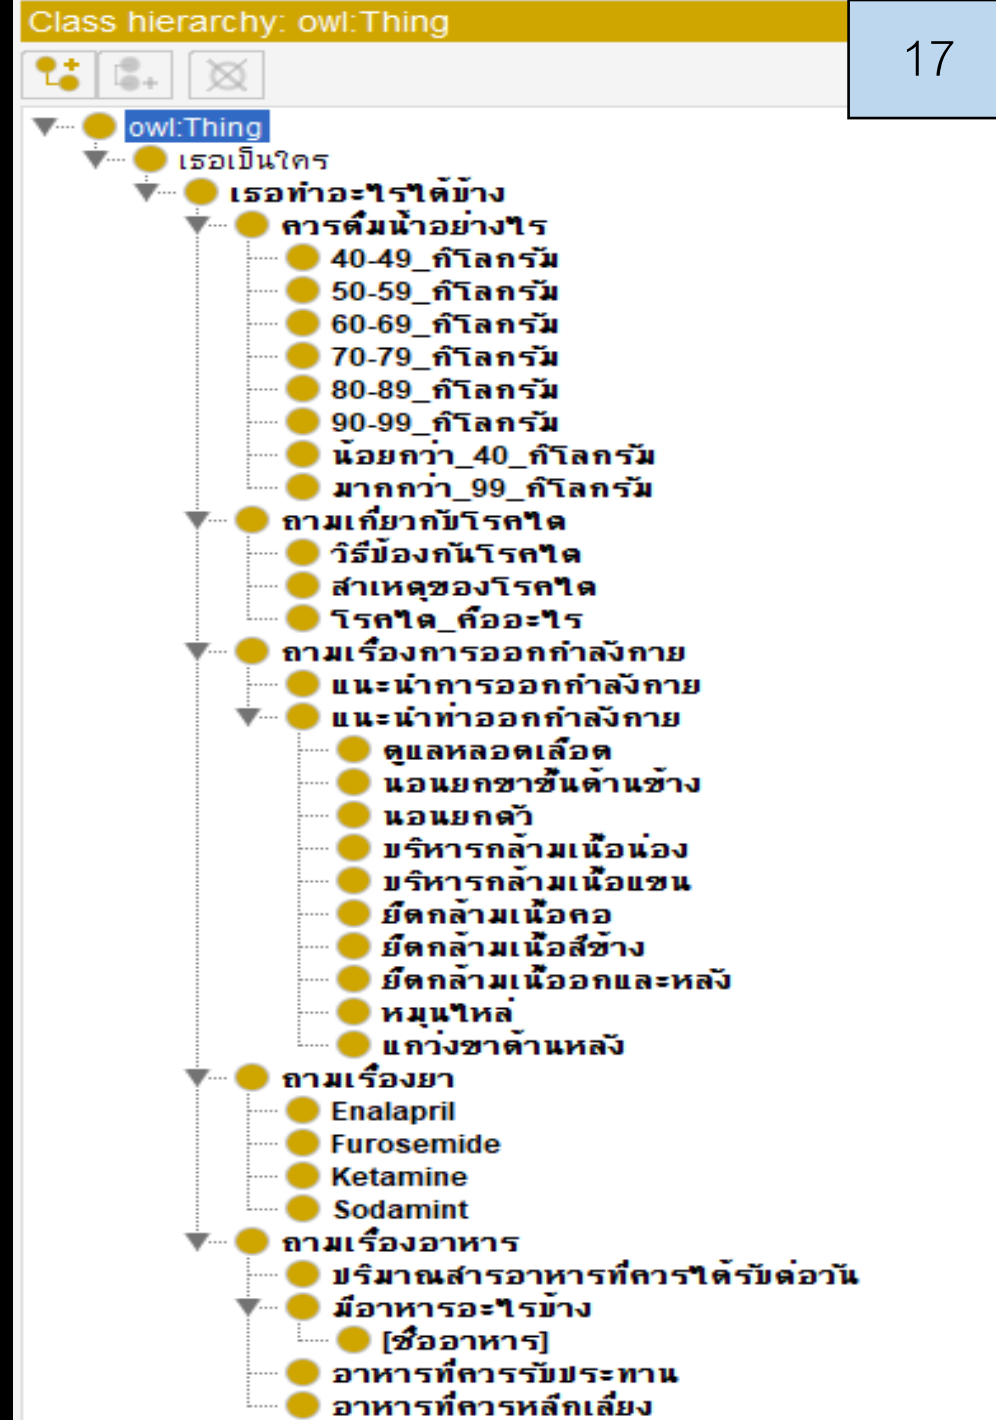 Class hierarchy: owl:Thing
17
owl:Thing
เธอเป็นใคร
เธอทำอะไรได้บ้าง
ควรดื่มน้ำอย่างไร
40-49_กิโลกรัม
50-59_กิโลกรัม
60-69_กิโลกรัม
70-79_กิโลกรัม
80-89_กิโลกรัม
90-99_กิโลกรัม
น้อยกว่า_40_กิโลกรัม
มากกว่า_99_กิโลกรัม
ถามเกี่ยวกับโรคไต
วิธีป้องกันโรคไต
สาเหตุของโรคไต
โรคไต_คืออะไร
ถามเรื่องการออกกำลังกาย
แนะนำการออกกำลังกาย
แนะนำท่าออกกำลังกาย
ดูแลหลอดเลือด
นอนยกขาขึ้นด้านข้าง
นอนยกตัว
บริหารกล้ามเนื้อน่อง
บริหารกล้ามเนื้อแขน
ยืดกล้ามเนื้อคอ
ยืดกล้ามเนื้อสีข้าง
ยืดกล้ามเนื้ออกและหลัง
หมุนไหล่
แกว่งขาด้านหลัง
ถามเรื่องยา
Enalapril
Furosemide
Ketamine
Sodamint
ถามเรื่องอาหาร
ปริมาณสารอาหารที่ควรได้รับต่อวัน
มีอาหารอะไรบ้าง
[ชื่ออาหาร]
อาหารที่ควรรับประทาน
อาหารที่ควรหลีกเลี่ยง